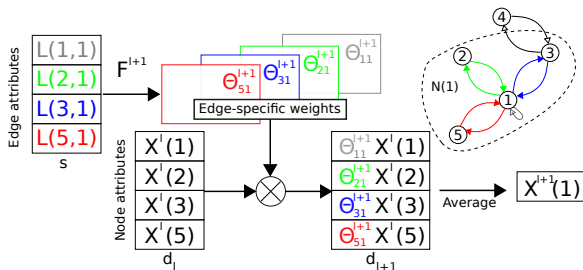 Edge attributes
L(1,1)
L(2,1)
L(3,1)
L(5,1)
s
F^{l+1}
Θ^{l+1}_{11}
Θ^{l+1}_{21}
Θ^{l+1}_{31}
Θ^{l+1}_{51}
Edge-specific weights
4
3
2
N(1)
1
5
Node attributes
X^l(1)
X^l(2)
X^l(3)
X^l(5)
d_l
Θ^{l+1}_{11} X^l(1)
Θ^{l+1}_{21} X^l(2)
Θ^{l+1}_{31} X^l(3)
Θ^{l+1}_{51} X^l(5)
d_{l+1}
Average
X^{l+1}(1)